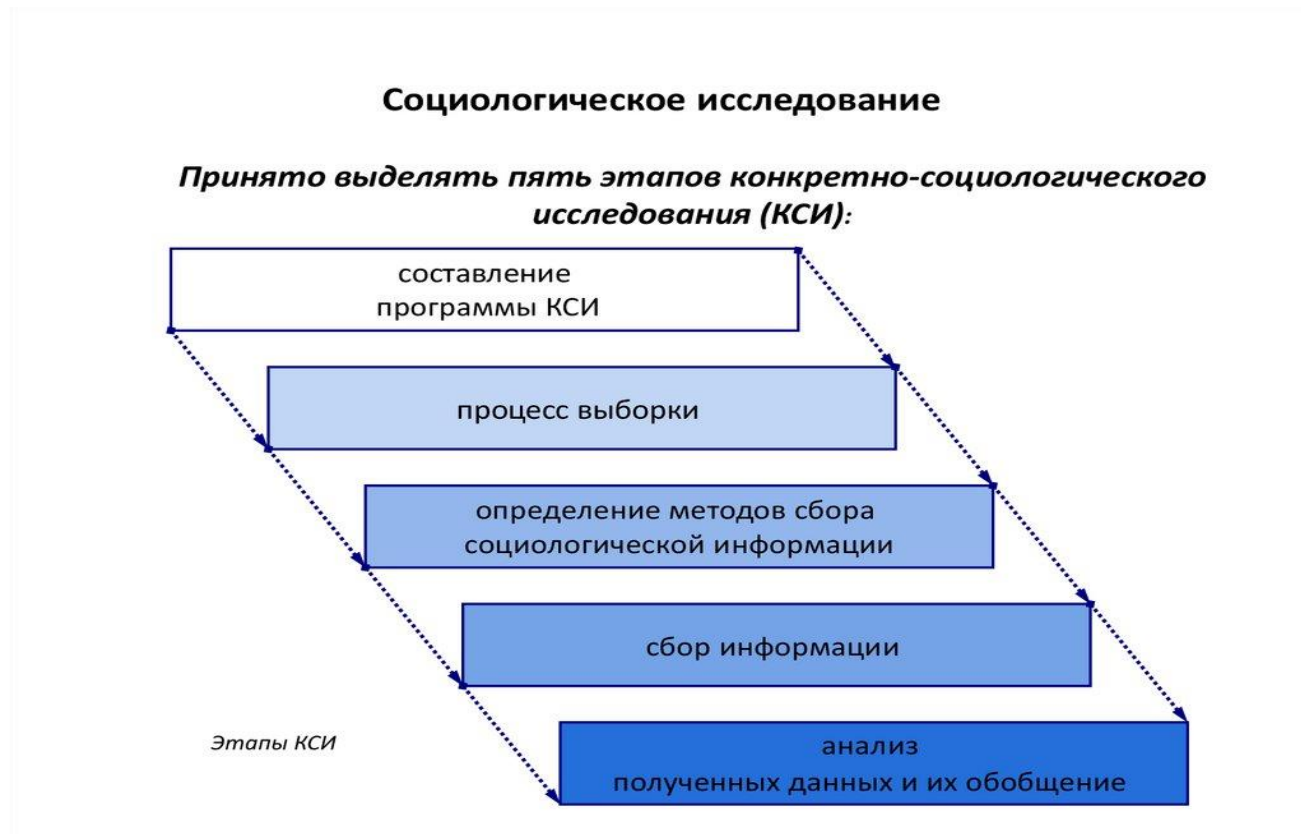 Социологическое исследование
Принято выделять пять этапов конкретно-социологического
исследования (КСИ):
составление
программы КСИ
процесс выборки
определение методов сбора
социологической информации
сбор информации
Этапы КСИ
анализ
полученных данных и их обобщение